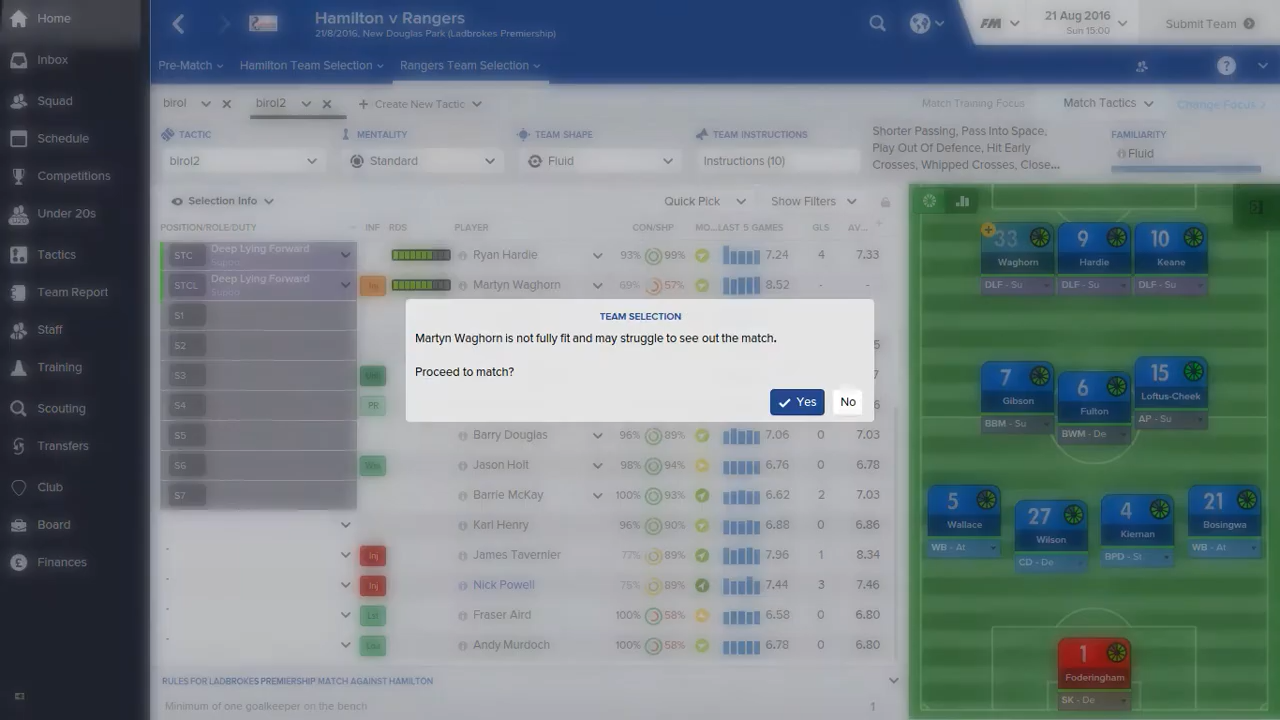 Home
Inbox
Squad
Schedule
Competitions
Under 20s
Tactics
Team Report
Staff
Training
Scouting
Transfers
Club
Board
Finances
Hamilton v Rangers
21/8/2016, New Douglas Park (Ladbrokes Premiership)
FM
21 Aug 2016
Sun 15:00
Submit Team
Pre-Match
Hamilton Team Selection
Rangers Team Selection
birol
birol2
Create New Tactic
Match Training Focus
Match Tactics
Change Focus
TACTIC
MENTALITY
TEAM SHAPE
TEAM INSTRUCTIONS
birol2
Standard
Fluid
Instructions (10)
Shorter Passing, Pass Into Space,
Play Out Of Defence, Hit Early
Crosses, Whipped Crosses, Close...
FAMILIARITY
Fluid
Selection Info
Quick Pick
Show Filters
POSITION/ROLE/DUTY INF RDS PLAYER CON/SHP MO... LAST 5 GAMES GLS AV...
STC Deep Lying Forward Ryan Hardie 93% 99% 7.24 4 7.33
STCL Deep Lying Forward Inj Martyn Waghorn 69% 57% 8.52 - -
S1
S2
S3
S4 PR
S5 Barry Douglas 96% 89% 7.06 0 7.03
S6 Jason Holt 98% 94% 6.76 0 6.78
S7 Barrie McKay 100% 93% 6.62 2 7.03
Karl Henry 96% 90% 6.88 0 6.86
- Inj James Tavernier 77% 89% 7.96 1 8.34
- Inj Nick Powell 75% 89% 7.44 3 7.46
- Lst Fraser Aird 100% 58% 6.58 0 6.80
- Andy Murdoch 100% 58% 6.78 0 6.80
RULES FOR LADBROKES PREMIERSHIP MATCH AGAINST HAMILTON
Minimum of one goalkeeper on the bench 1
TEAM SELECTION
Martyn Waghorn is not fully fit and may struggle to see out the match.
Proceed to match?
Yes
No
33 9 10
Waghorn Hardie Keane
DLF - Su DLF - Su DLF - Su
7 6 15
Gibson Fulton Loftus-Cheek
BBM - Su BWM - De AP - Su
5 27 4 21
Wallace Wilson Kiernan Bosingwa
WB - At CD - De BPD - St WB - At
1
Foderingham
SK - De